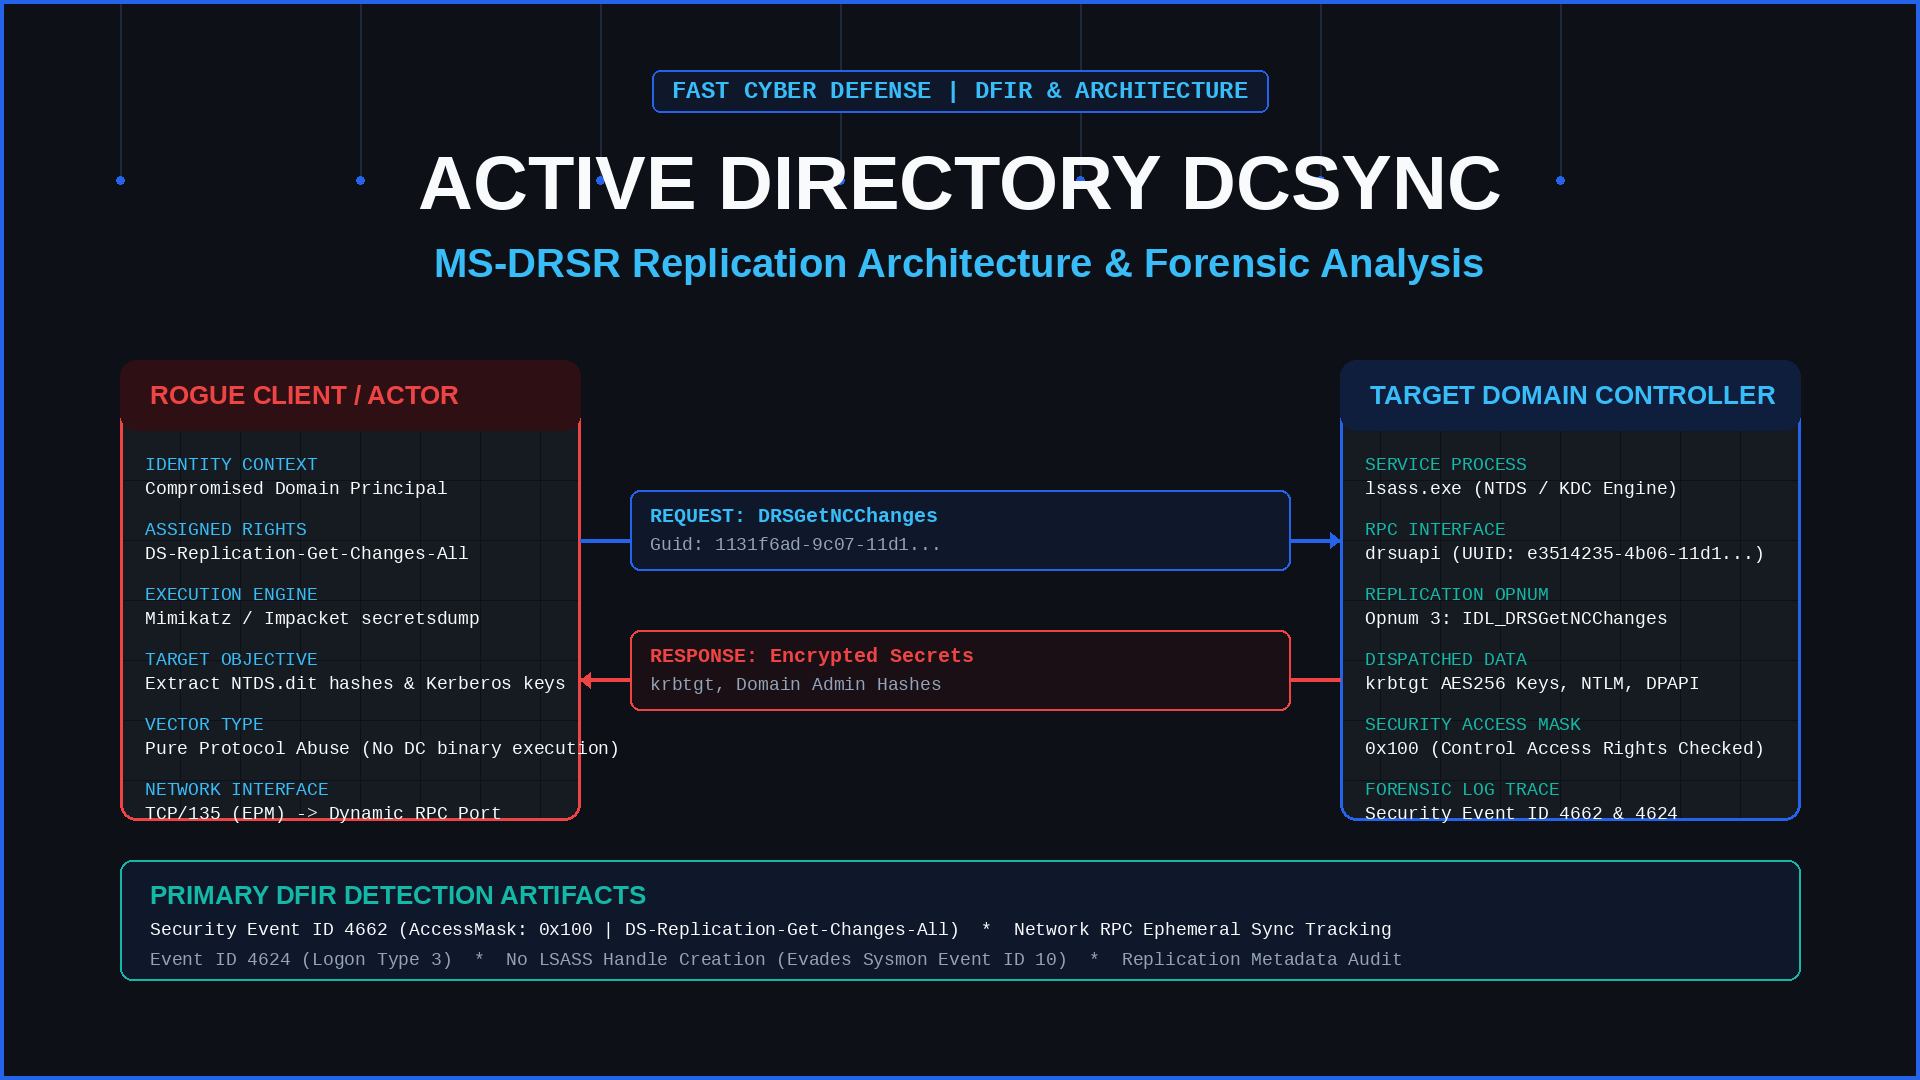 FAST CYBER DEFENSE | DFIR & ARCHITECTURE
ACTIVE DIRECTORY DCSYNC
MS-DRSR Replication Architecture & Forensic Analysis
ROGUE CLIENT / ACTOR
IDENTITY CONTEXT
Compromised Domain Principal
ASSIGNED RIGHTS
DS-Replication-Get-Changes-All
EXECUTION ENGINE
Mimikatz / Impacket secretsdump
TARGET OBJECTIVE
Extract NTDS.dit hashes & Kerberos keys
VECTOR TYPE
Pure Protocol Abuse (No DC binary execution)
NETWORK INTERFACE
TCP/135 (EPM) -> Dynamic RPC Port
REQUEST: DRSGetNCChanges
Guid: 1131f6ad-9c07-11d1...
RESPONSE: Encrypted Secrets
krbtgt, Domain Admin Hashes
TARGET DOMAIN CONTROLLER
SERVICE PROCESS
lsass.exe (NTDS / KDC Engine)
RPC INTERFACE
drsuapi (UUID: e3514235-4b06-11d1...)
REPLICATION OPNUM
Opnum 3: IDL_DRSGetNCChanges
DISPATCHED DATA
krbtgt AES256 Keys, NTLM, DPAPI
SECURITY ACCESS MASK
0x100 (Control Access Rights Checked)
FORENSIC LOG TRACE
Security Event ID 4662 & 4624
PRIMARY DFIR DETECTION ARTIFACTS
Security Event ID 4662 (AccessMask: 0x100 | DS-Replication-Get-Changes-All)  *  Network RPC Ephemeral Sync Tracking
Event ID 4624 (Logon Type 3)  *  No LSASS Handle Creation (Evades Sysmon Event ID 10)  *  Replication Metadata Audit